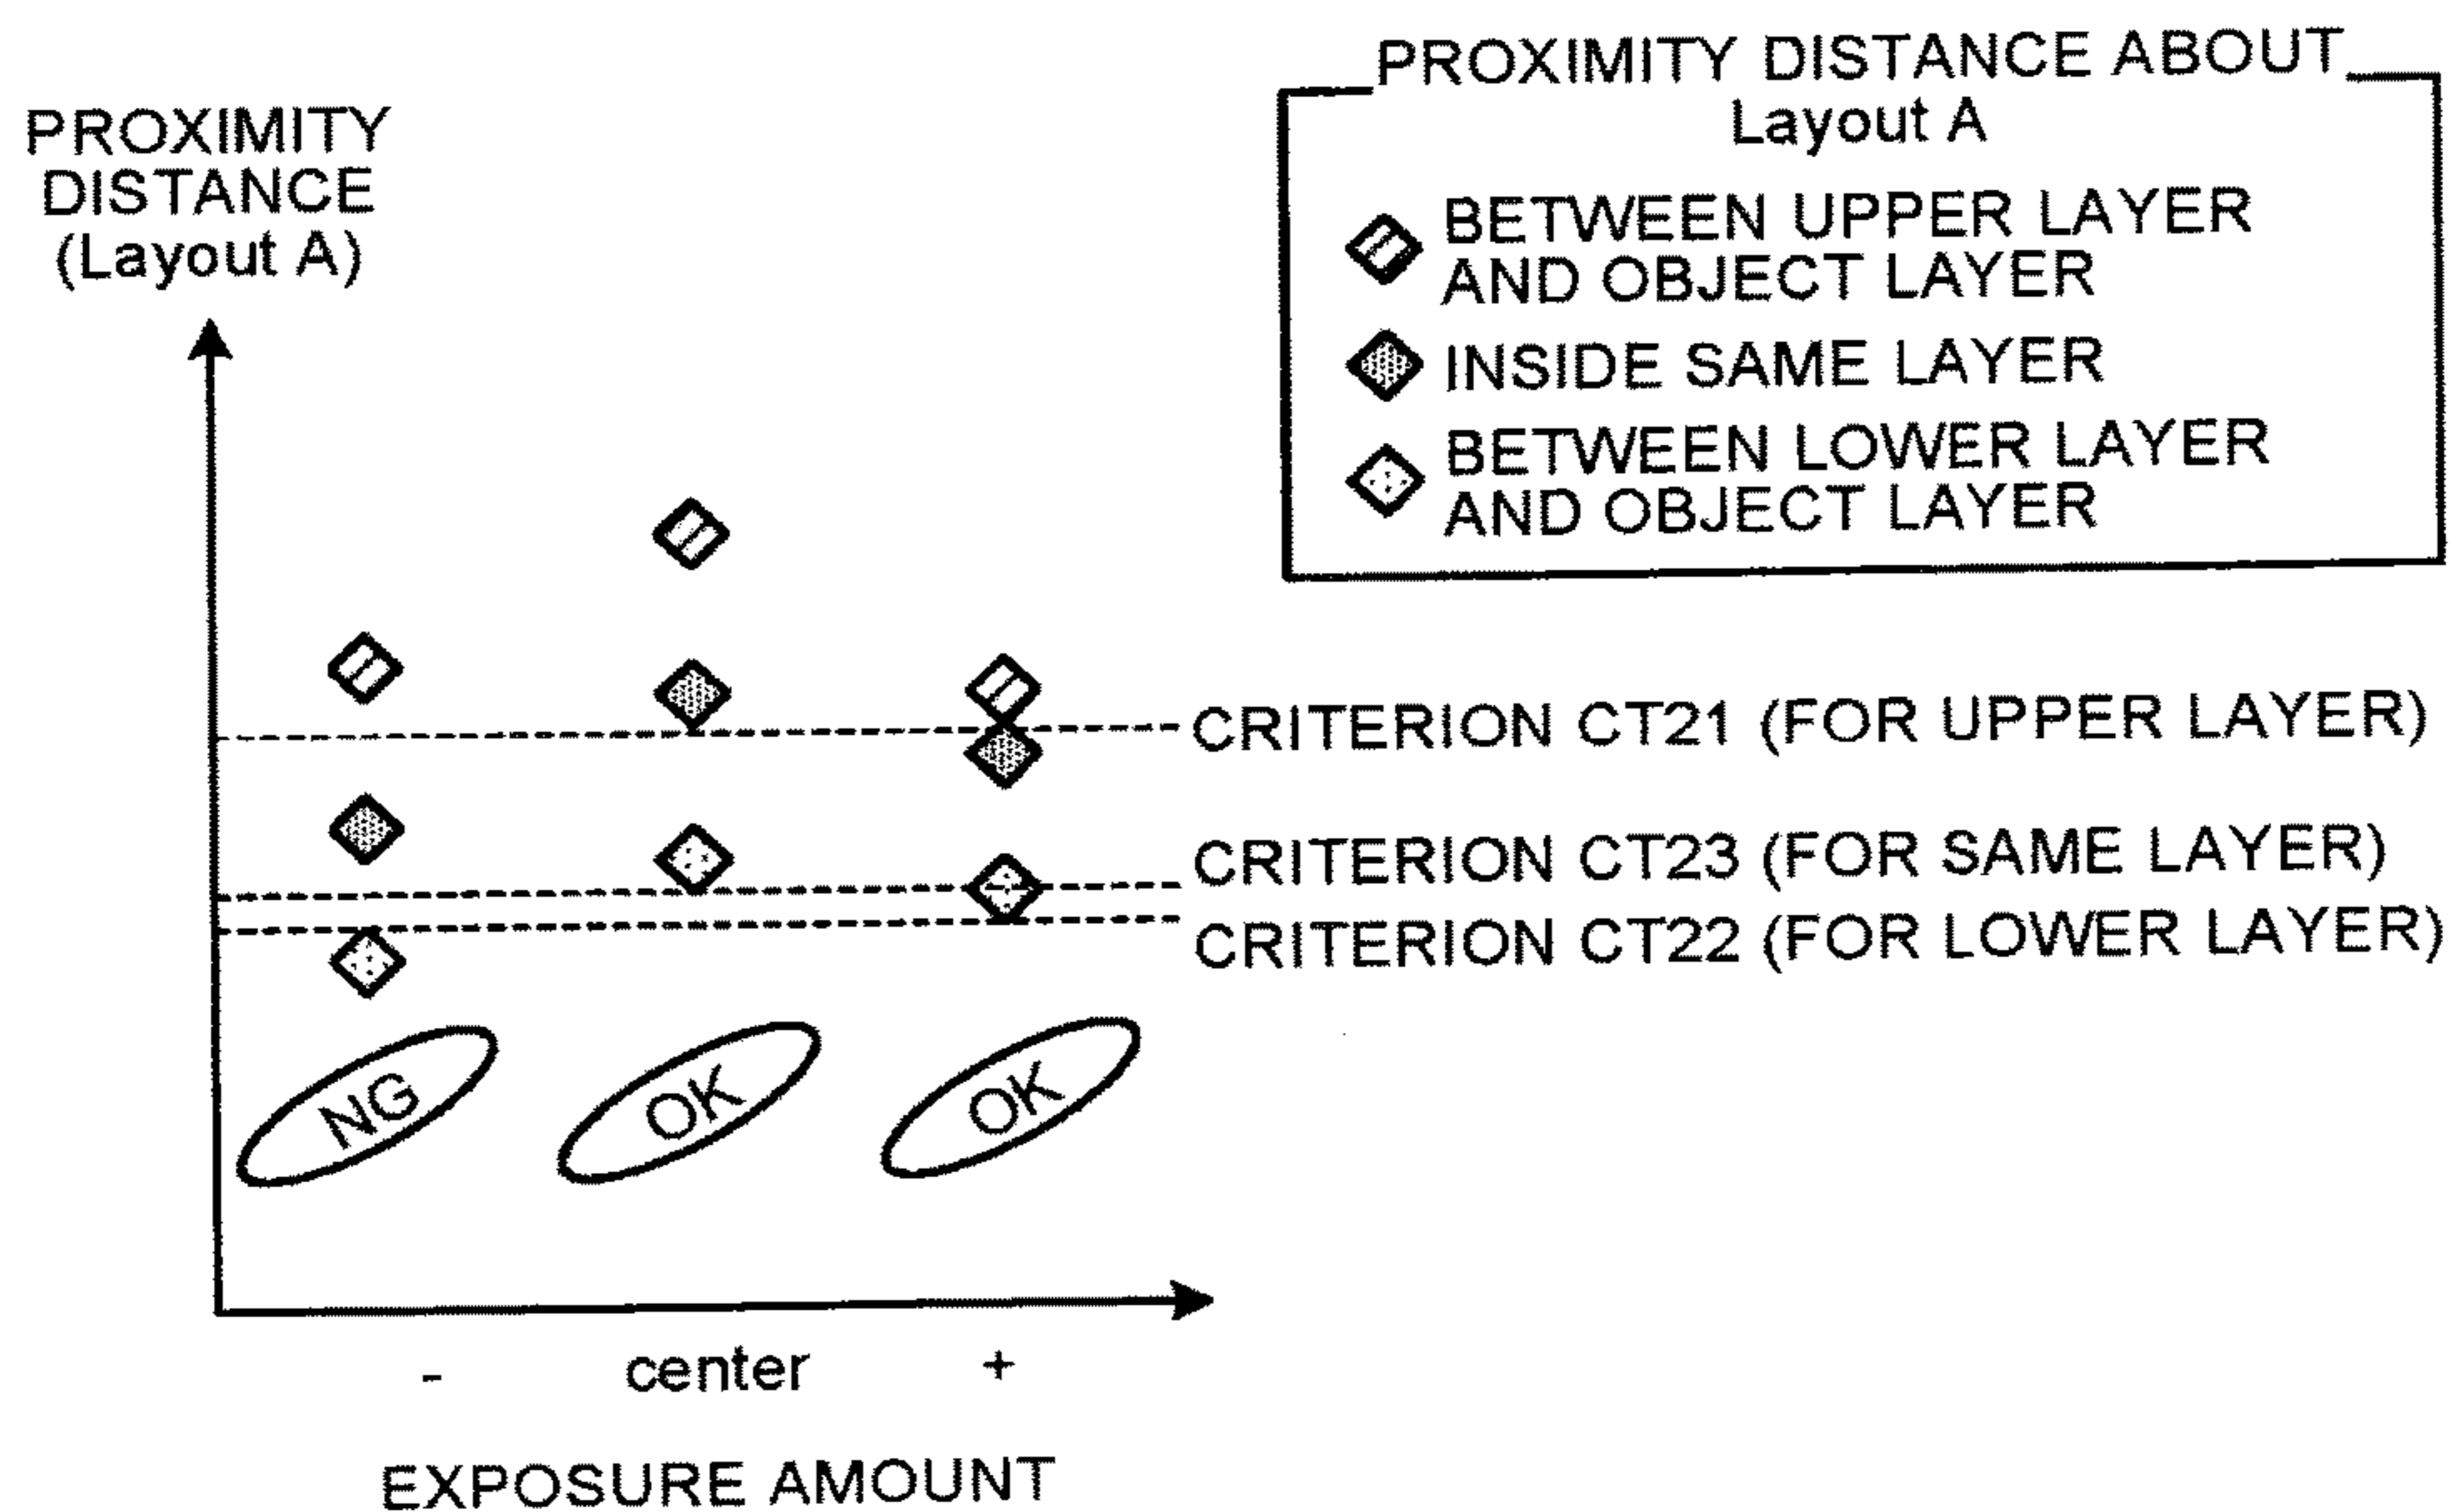 PROXIMITY
DISTANCE
(Layout A)
PROXIMITY DISTANCE ABOUT
Layout A
BETWEEN UPPER LAYER
AND OBJECT LAYER
INSIDE SAME LAYER
BETWEEN LOWER LAYER
AND OBJECT LAYER
CRITERION CT21 (FOR UPPER LAYER)
CRITERION CT23 (FOR SAME LAYER)
CRITERION CT22 (FOR LOWER LAYER)
NG OK OK
- center +
EXPOSURE AMOUNT